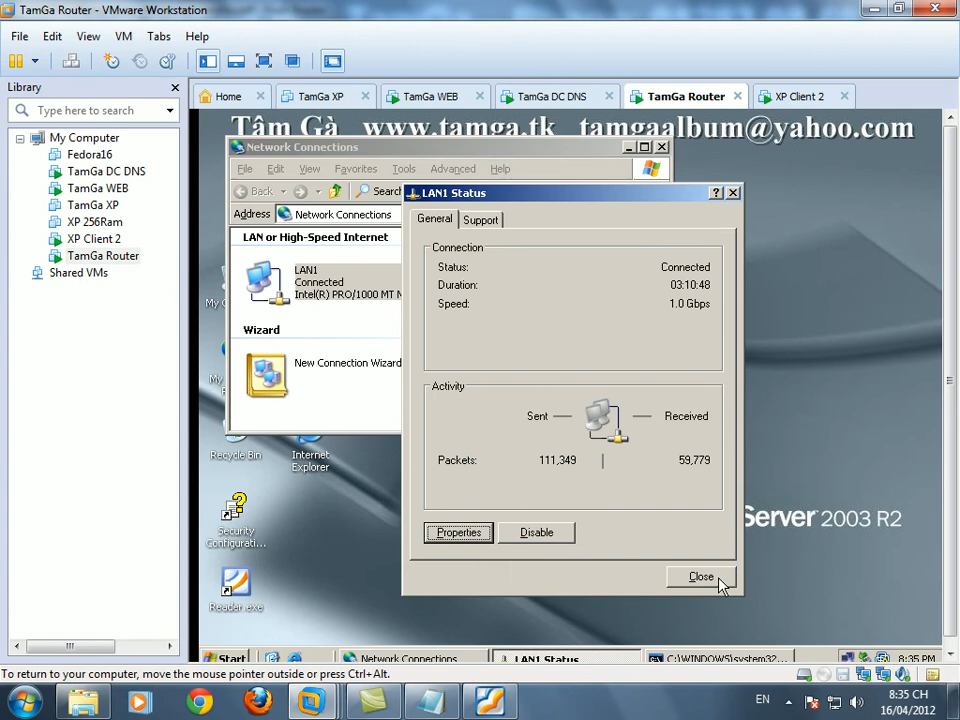 TamGa Router - VMware Workstation
File Edit View VM Tabs Help
Library
Type here to search
My Computer
Fedora16
TamGa DC DNS
TamGa WEB
TamGa XP
XP 256Ram
XP Client 2
TamGa Router
Shared VMs
Home TamGa XP TamGa WEB TamGa DC DNS TamGa Router XP Client 2
Tâm Gà www.tamga.tk tamgaalbum@yahoo.com
Network Connections
File Edit View Favorites Tools Advanced Help
Back Search
Address Network Connections
LAN or High-Speed Internet
LAN1
Connected
Intel(R) PRO/1000 MT
Wizard
New Connection Wizard
LAN1 Status
General Support
Connection
Status: Connected
Duration: 03:10:48
Speed: 1.0 Gbps
Activity
Sent Received
Packets: 111,349 59,779
Properties Disable
Close
Recycle Bin
Internet
Explorer
Security
Configurati...
Reader.exe
Server 2003 R2
Start Network Connections LAN1 Status C:\WINDOWS\system32... 8:35 PM
To return to your computer, move the mouse pointer outside or press Ctrl+Alt.
EN
8:35 CH
16/04/2012